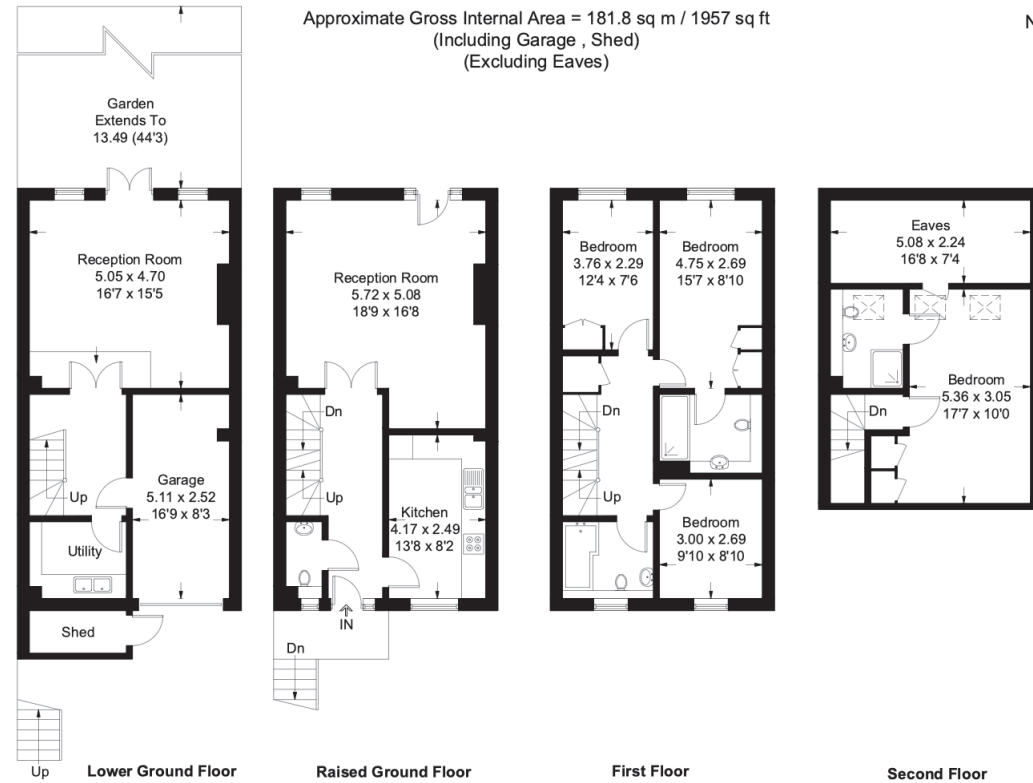 Approximate Gross Internal Area = 181.8 sq m / 1957 sq ft
(Including Garage , Shed)
(Excluding Eaves)
N
Garden
Extends To
13.49 (44'3)
Reception Room
5.05 x 4.70
16'7 x 15'5
Up
Garage
5.11 x 2.52
16'9 x 8'3
Utility
Shed
Up
Lower Ground Floor
Reception Room
5.72 x 5.08
18'9 x 16'8
Dn
Up
Kitchen
4.17 x 2.49
13'8 x 8'2
IN
Dn
Raised Ground Floor
Bedroom
3.76 x 2.29
12'4 x 7'6
Bedroom
4.75 x 2.69
15'7 x 8'10
Dn
Up
Bedroom
3.00 x 2.69
9'10 x 8'10
First Floor
Eaves
5.08 x 2.24
16'8 x 7'4
Bedroom
5.36 x 3.05
17'7 x 10'0
Dn
Second Floor